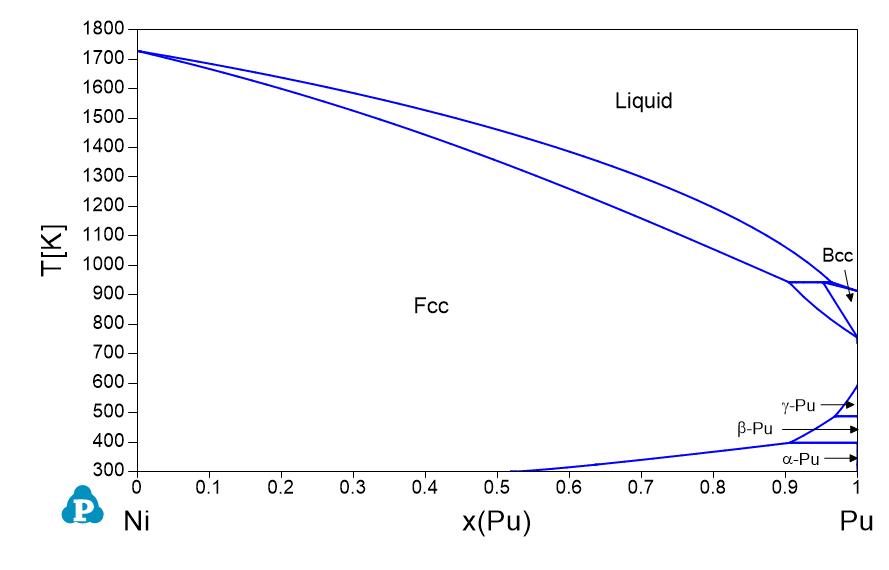 1800
1700
1600
1500
1400
1300
1200
1100
1000
900
800
700
600
500
400
300
T[K]
Liquid
Bcc
Fcc
γ-Pu
β-Pu
α-Pu
0 0.1 0.2 0.3 0.4 0.5 0.6 0.7 0.8 0.9 1
P
Ni x(Pu) Pu